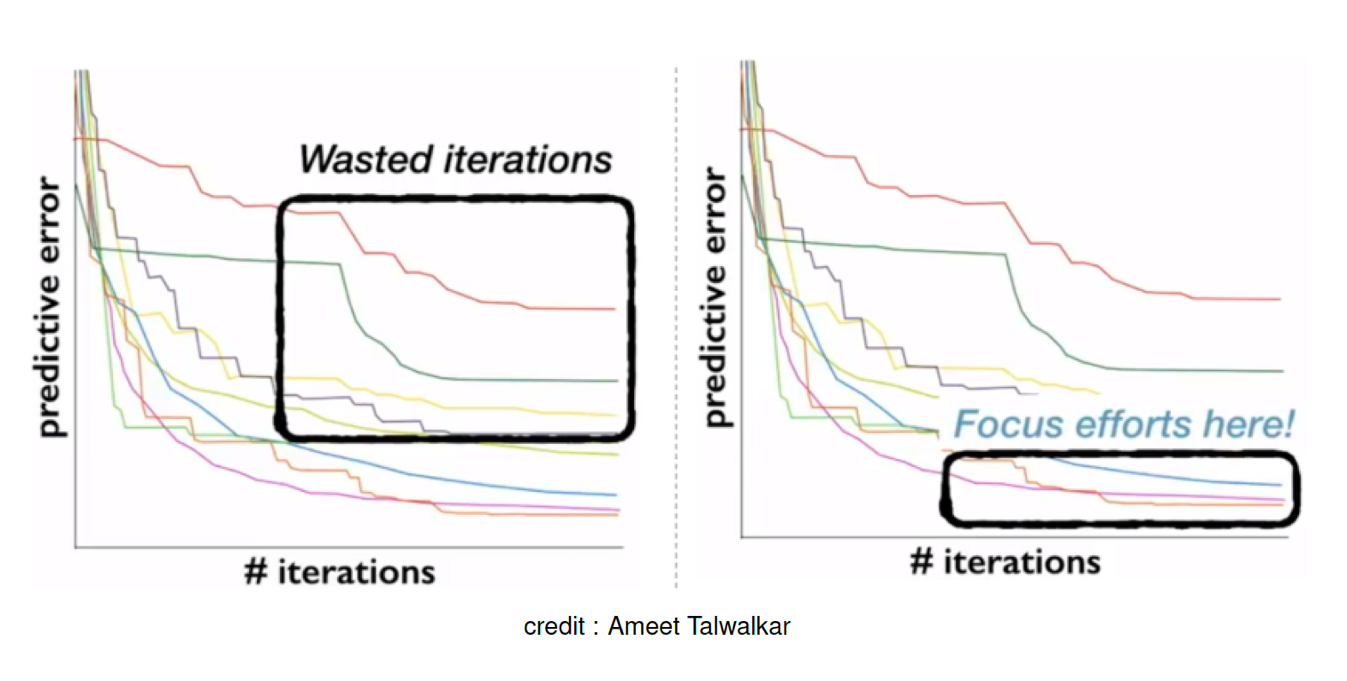 Wasted iterations
predictive error
# iterations
predictive error
Focus efforts here!
# iterations
credit : Ameet Talwalkar